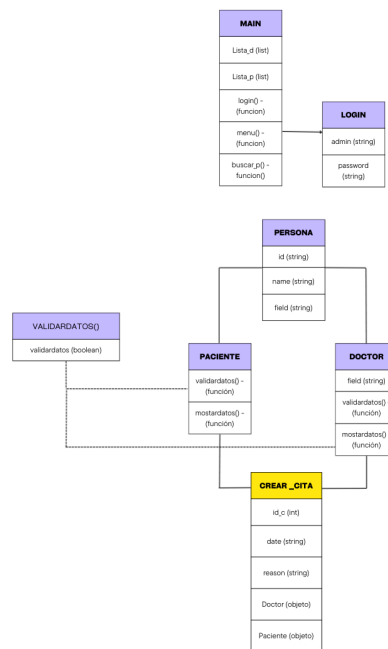 MAIN
Lista_d (list)
Lista_p (list)
login() -
(funcion)
menu() -
(funcion)
buscar_p() -
funcion()
LOGIN
admin (string)
password
(string)
PERSONA
id (string)
name (string)
field (string)
VALIDARDATOS()
validardatos (boolean)
PACIENTE
validardatos() -
(función)
mostardatos() -
(función)
DOCTOR
field (string)
validardatos() -
(función)
mostardatos() -
(función)
CREAR _CITA
id_c (int)
date (string)
reason (string)
Doctor (objeto)
Paciente (objeto)